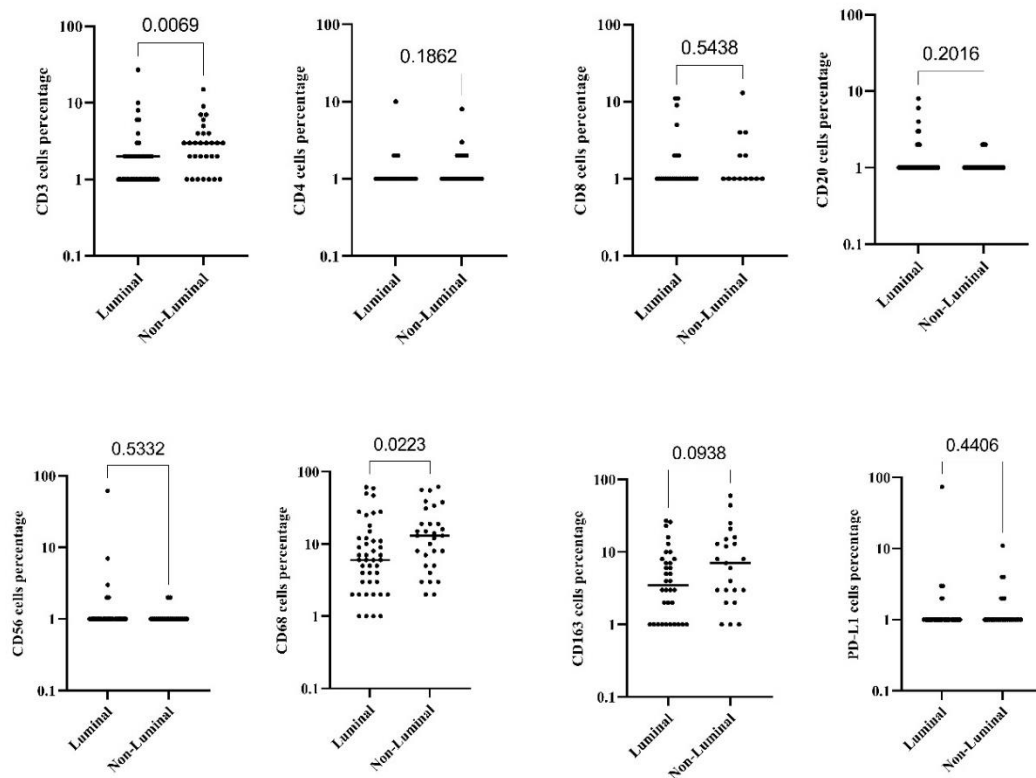 0.0069
CD3 cells percentage
100
10
1
0.1
Luminal
Non-Luminal
0.1862
CD4 cells percentage
100
10
1
0.1
Luminal
Non-Luminal
0.5438
CD8 cells percentage
100
10
1
0.1
Luminal
Non-Luminal
0.2016
CD20 cells percentage
100
10
1
0.1
Luminal
Non-Luminal
0.5332
CD56 cells percentage
100
10
1
0.1
Luminal
Non-Luminal
0.0223
CD68 cells percentage
100
10
1
0.1
Luminal
Non-Luminal
0.0938
CD163 cells percentage
100
10
1
0.1
Luminal
Non-Luminal
0.4406
PD-L1 cells percentage
100
10
1
0.1
Luminal
Non-Luminal